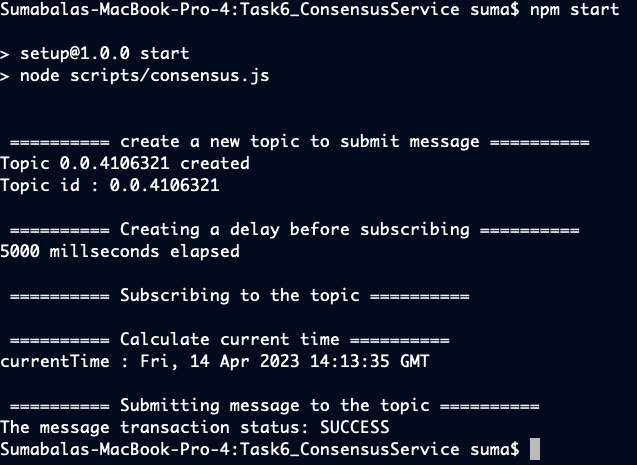 Sumabalas-MacBook-Pro-4:Task6_ConsensusService suma$ npm start
> setup@1.0.0 start
> node scripts/consensus.js
========== create a new topic to submit message ==========
Topic 0.0.4106321 created
Topic id : 0.0.4106321
========== Creating a delay before subscribing ==========
5000 millseconds elapsed
========== Subscribing to the topic ==========
========== Calculate current time ==========
currentTime : Fri, 14 Apr 2023 14:13:35 GMT
========== Submitting message to the topic ==========
The message transaction status: SUCCESS
Sumabalas-MacBook-Pro-4:Task6_ConsensusService suma$